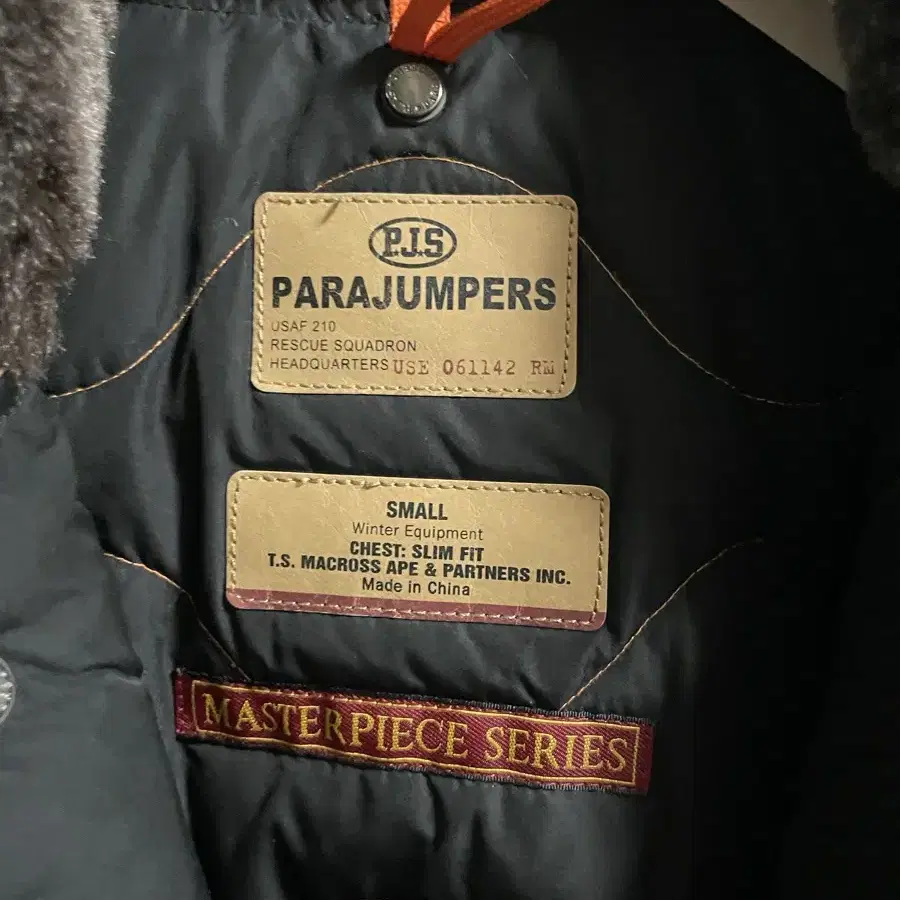 P.J.S
PARAJUMPERS
USAF 210
RESCUE SQUADRON
HEADQUARTERS USE 061142 RM
SMALL
Winter Equipment
CHEST: SLIM FIT
T.S. MACROSS APE & PARTNERS INC.
Made in China
MASTERPIECE SERIES